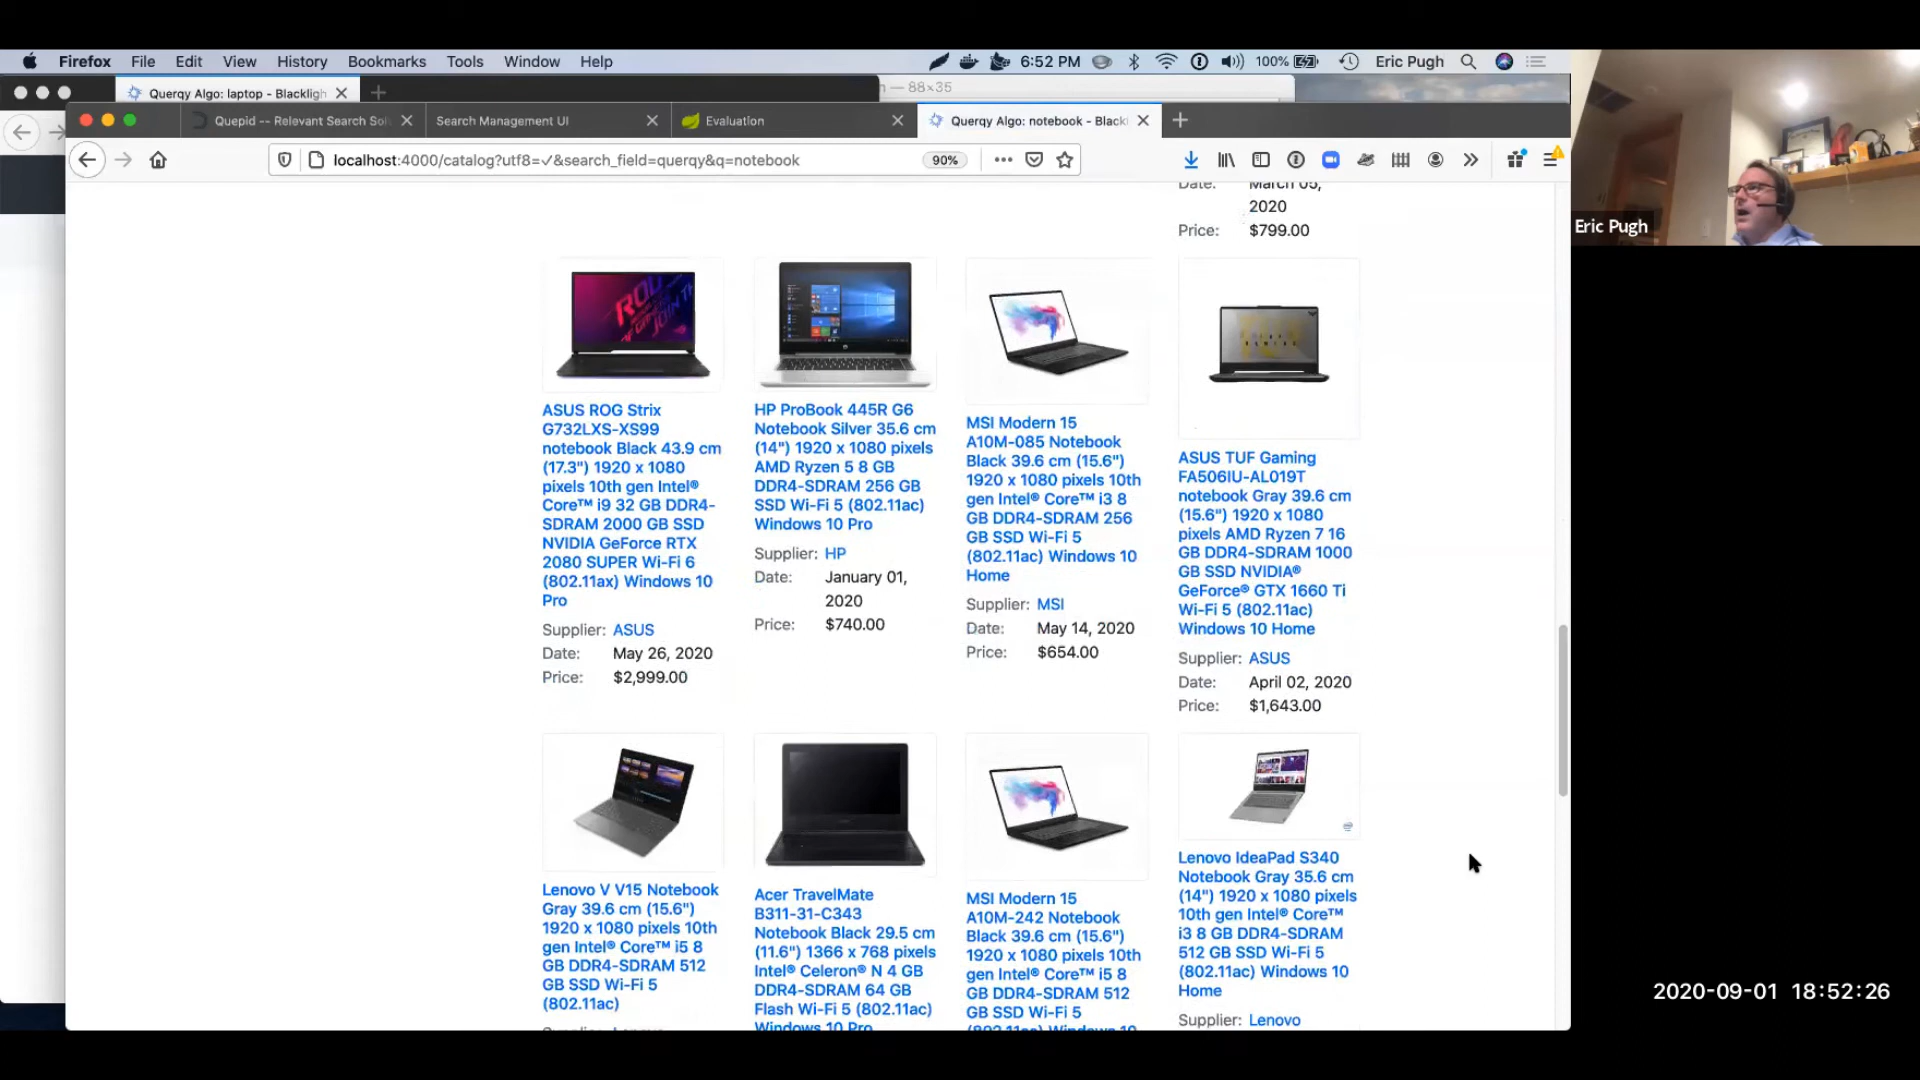 Firefox File Edit View History Bookmarks Tools Window Help 6:52 PM 100% Eric Pugh
Querqy Algo: laptop - Blackligh
— 88×35
Quepid -- Relevant Search Sol
Search Management UI
Evaluation
Querqy Algo: notebook - Blackl
localhost:4000/catalog?utf8=✓&search_field=querqy&q=notebook
90%
Eric Pugh
Date: March 05,
2020
Price: $799.00
ASUS ROG Strix
G732LXS-XS99
notebook Black 43.9 cm
(17.3") 1920 x 1080
pixels 10th gen Intel®
Core™ i9 32 GB DDR4-
SDRAM 2000 GB SSD
NVIDIA GeForce RTX
2080 SUPER Wi-Fi 6
(802.11ax) Windows 10
Pro
Supplier: ASUS
Date: May 26, 2020
Price: $2,999.00
HP ProBook 445R G6
Notebook Silver 35.6 cm
(14") 1920 x 1080 pixels
AMD Ryzen 5 8 GB
DDR4-SDRAM 256 GB
SSD Wi-Fi 5 (802.11ac)
Windows 10 Pro
Supplier: HP
Date: January 01,
2020
Price: $740.00
MSI Modern 15
A10M-085 Notebook
Black 39.6 cm (15.6")
1920 x 1080 pixels 10th
gen Intel® Core™ i3 8
GB DDR4-SDRAM 256
GB SSD Wi-Fi 5
(802.11ac) Windows 10
Home
Supplier: MSI
Date: May 14, 2020
Price: $654.00
ASUS TUF Gaming
FA506IU-AL019T
notebook Gray 39.6 cm
(15.6") 1920 x 1080
pixels AMD Ryzen 7 16
GB DDR4-SDRAM 1000
GB SSD NVIDIA®
GeForce® GTX 1660 Ti
Wi-Fi 5 (802.11ac)
Windows 10 Home
Supplier: ASUS
Date: April 02, 2020
Price: $1,643.00
Lenovo V V15 Notebook
Gray 39.6 cm (15.6")
1920 x 1080 pixels 10th
gen Intel® Core™ i5 8
GB DDR4-SDRAM 512
GB SSD Wi-Fi 5
(802.11ac)
Acer TravelMate
B311-31-C343
Notebook Black 29.5 cm
(11.6") 1366 x 768 pixels
Intel® Celeron® N 4 GB
DDR4-SDRAM 64 GB
Flash Wi-Fi 5 (802.11ac)
Windows 10 Pro
MSI Modern 15
A10M-242 Notebook
Black 39.6 cm (15.6")
1920 x 1080 pixels 10th
gen Intel® Core™ i5 8
GB DDR4-SDRAM 512
GB SSD Wi-Fi 5
(802.11ac) Windows 10
Lenovo IdeaPad S340
Notebook Gray 35.6 cm
(14") 1920 x 1080 pixels
10th gen Intel® Core™
i3 8 GB DDR4-SDRAM
512 GB SSD Wi-Fi 5
(802.11ac) Windows 10
Home
Supplier: Lenovo
2020-09-01 18:52:26